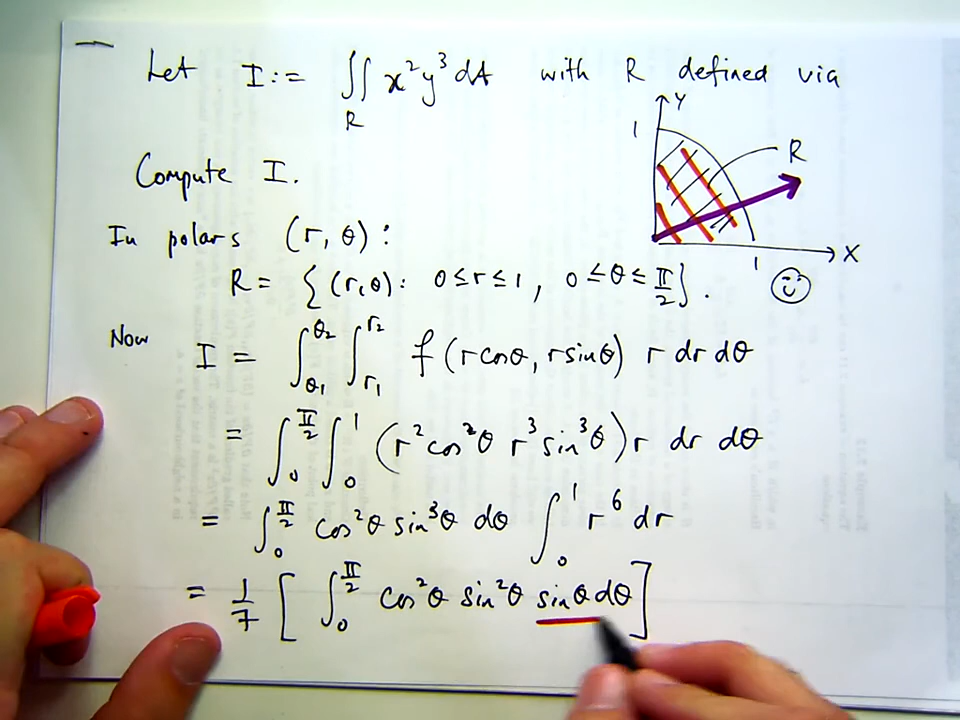 Let I := ∬_R x²y³ dA with R defined via
Y
1
R
Compute I.
X
1
In polars (r, θ):
R = {(r,θ): 0 ≤ r ≤ 1, 0 ≤ θ ≤ π/2}.
Now I = ∫_{θ₁}^{θ₂} ∫_{r₁}^{r₂} f(r cosθ, r sinθ) r dr dθ
= ∫_0^{π/2} ∫_0^1 (r² cos²θ r³ sin³θ) r dr dθ
= ∫_0^{π/2} cos²θ sin³θ dθ ∫_0^1 r⁶ dr
= 1/7 [ ∫_0^{π/2} cos²θ sin²θ sinθ dθ ]